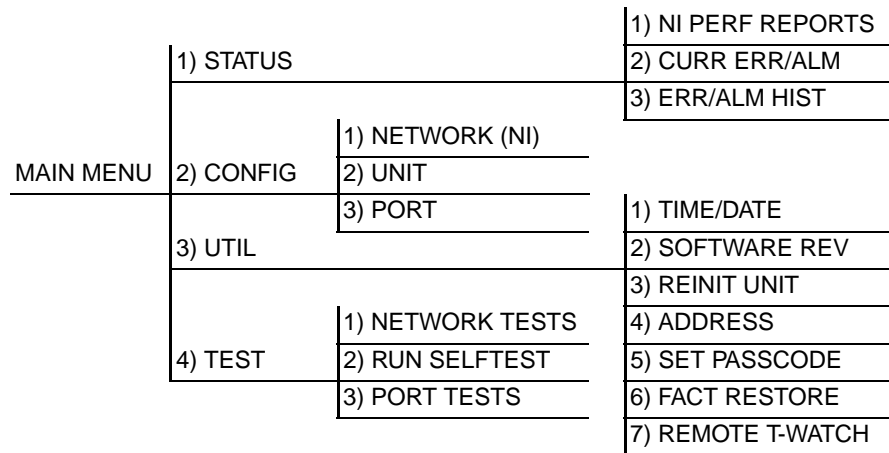 MAIN MENU
1) STATUS
1) NI PERF REPORTS
2) CURR ERR/ALM
3) ERR/ALM HIST
2) CONFIG
1) NETWORK (NI)
2) UNIT
3) PORT
3) UTIL
1) TIME/DATE
2) SOFTWARE REV
3) REINIT UNIT
4) ADDRESS
5) SET PASSCODE
6) FACT RESTORE
7) REMOTE T-WATCH
4) TEST
1) NETWORK TESTS
2) RUN SELFTEST
3) PORT TESTS